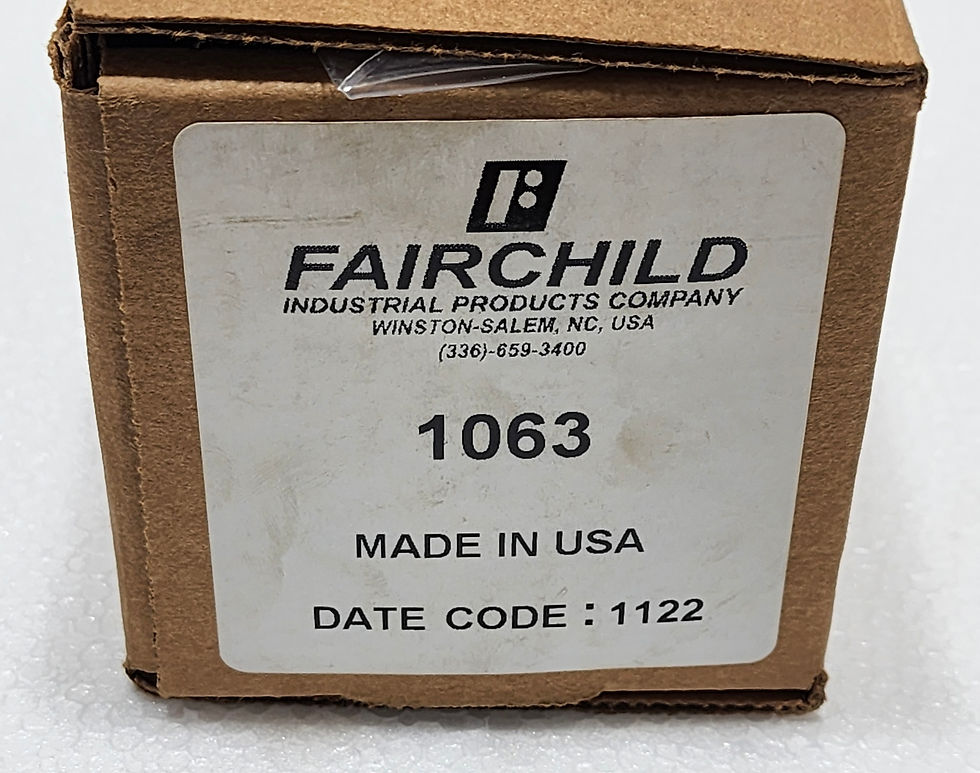 FAIRCHILD
INDUSTRIAL PRODUCTS COMPANY
WINSTON-SALEM, NC, USA
(336)-659-3400
1063
MADE IN USA
DATE CODE : 1122